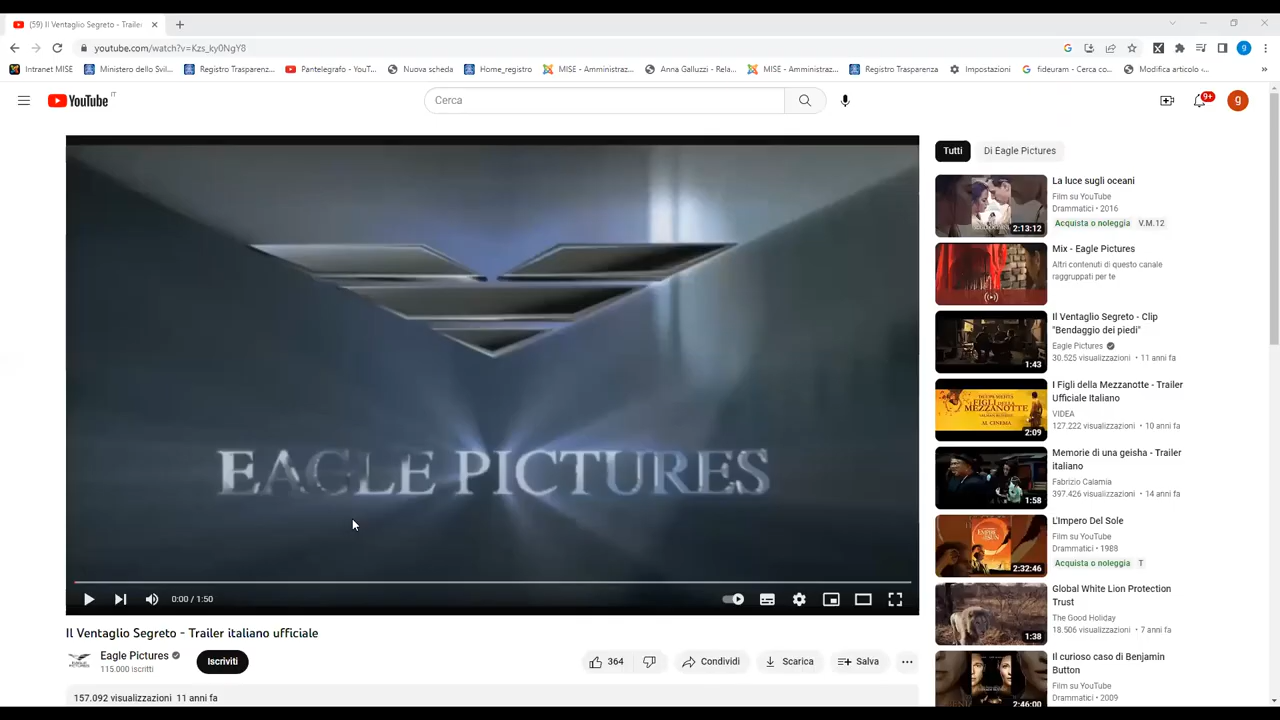 (59) Il Ventaglio Segreto - Traile
youtube.com/watch?v=Kzs_ky0NgY8
Intranet MISE
Ministero dello Svil...
Registro Trasparenz...
Pantelegrafo - YouT...
Nuova scheda
Home_registro
MISE - Amministraz...
Anna Galluzzi - Rela...
MISE - Amministraz...
Registro Trasparenza
Impostazioni
fideuram - Cerca co...
Modifica articolo ‹...
YouTube IT
Cerca
9+
g
EAGLE PICTURES
0:00 / 1:50
Il Ventaglio Segreto - Trailer italiano ufficiale
Eagle Pictures
115.000 iscritti
Iscriviti
364
Condividi
Scarica
Salva
157.092 visualizzazioni 11 anni fa
Tutti
Di Eagle Pictures
2:13:12
La luce sugli oceani
Film su YouTube
Drammatici • 2016
Acquista o noleggia V.M.12
Mix - Eagle Pictures
Altri contenuti di questo canale
raggruppati per te
1:43
Il Ventaglio Segreto - Clip
"Bendaggio dei piedi"
Eagle Pictures
30.525 visualizzazioni • 11 anni fa
FIGLI DELLA
MEZZANOTTE
AL CINEMA
2:09
I Figli della Mezzanotte - Trailer
Ufficiale Italiano
VIDEA
127.222 visualizzazioni • 10 anni fa
1:58
Memorie di una geisha - Trailer
italiano
Fabrizio Calamia
397.426 visualizzazioni • 14 anni fa
2:32:46
L'Impero Del Sole
Film su YouTube
Drammatici • 1988
Acquista o noleggia T
1:38
Global White Lion Protection
Trust
The Good Holiday
18.506 visualizzazioni • 7 anni fa
2:46:00
Il curioso caso di Benjamin
Button
Film su YouTube
Drammatici • 2009